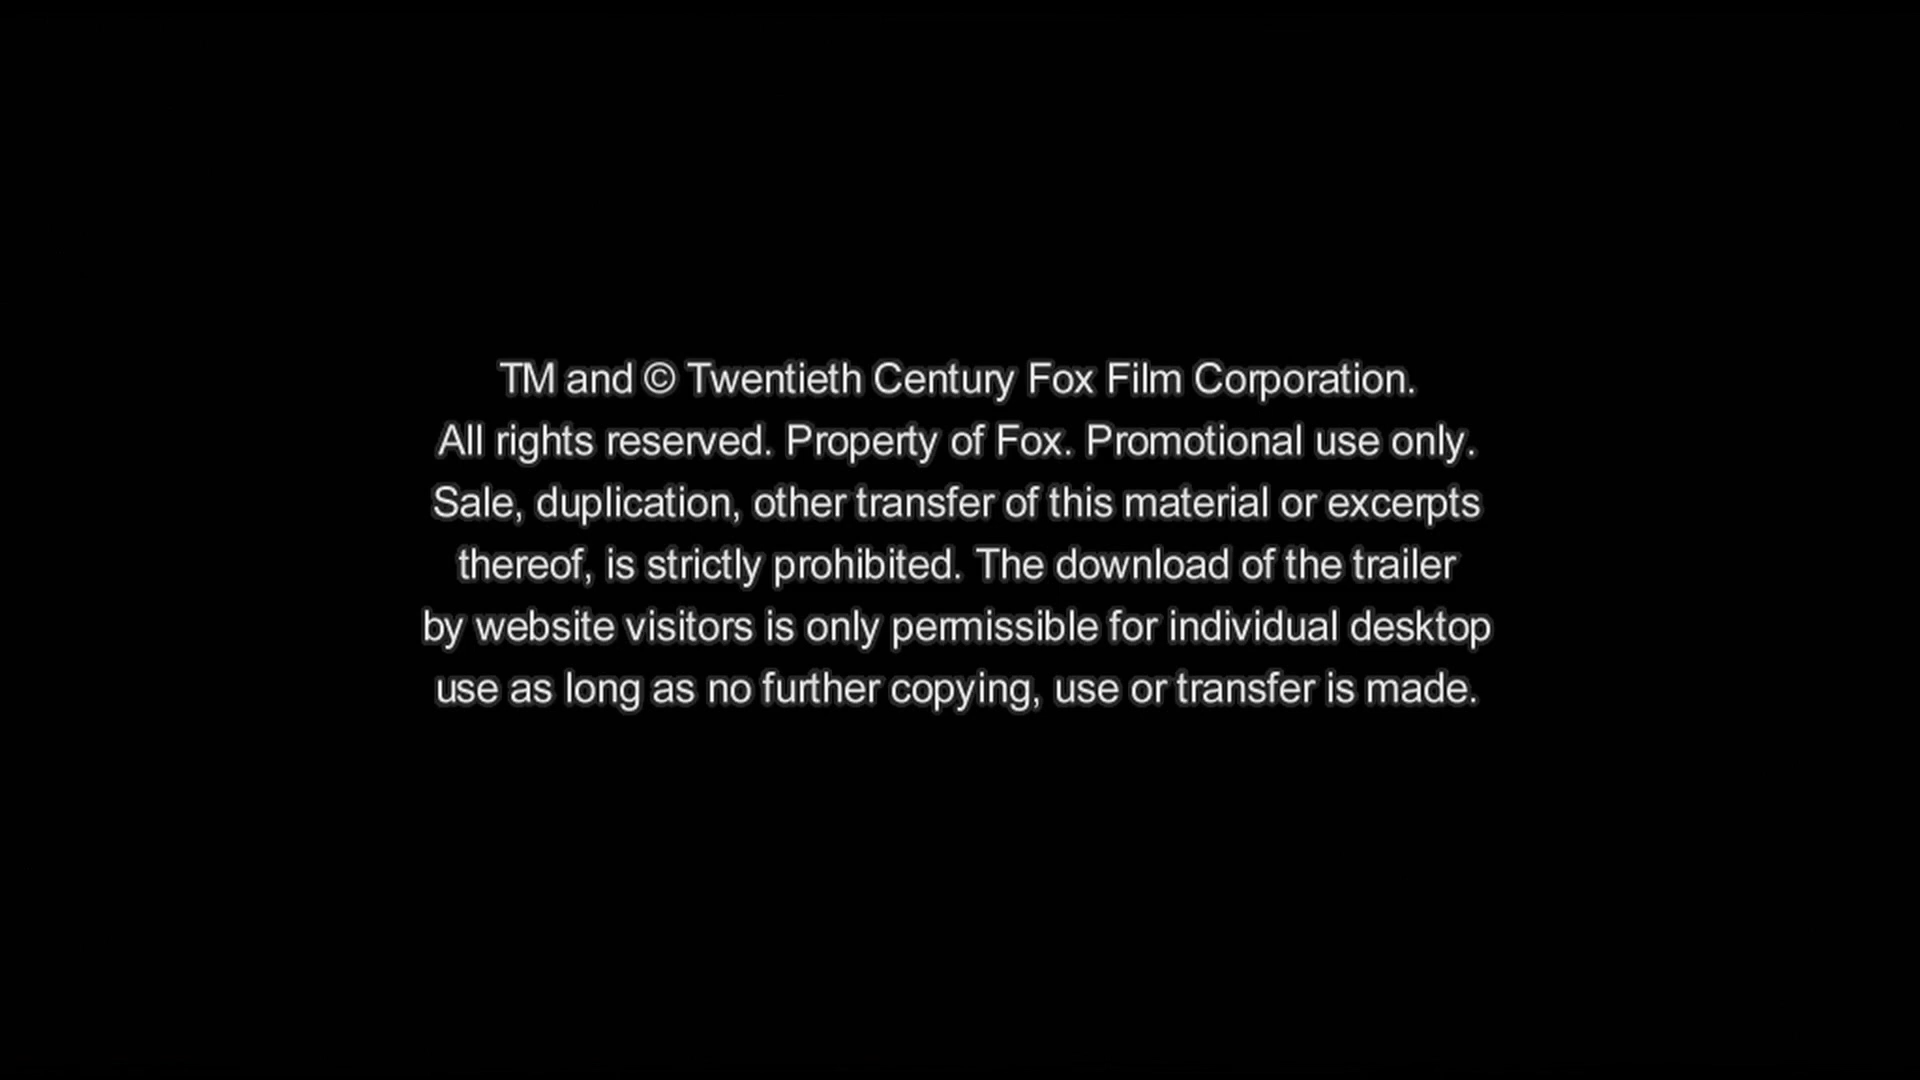 TM and © Twentieth Century Fox Film Corporation.
All rights reserved. Property of Fox. Promotional use only.
Sale, duplication, other transfer of this material or excerpts
thereof, is strictly prohibited. The download of the trailer
by website visitors is only permissible for individual desktop
use as long as no further copying, use or transfer is made.